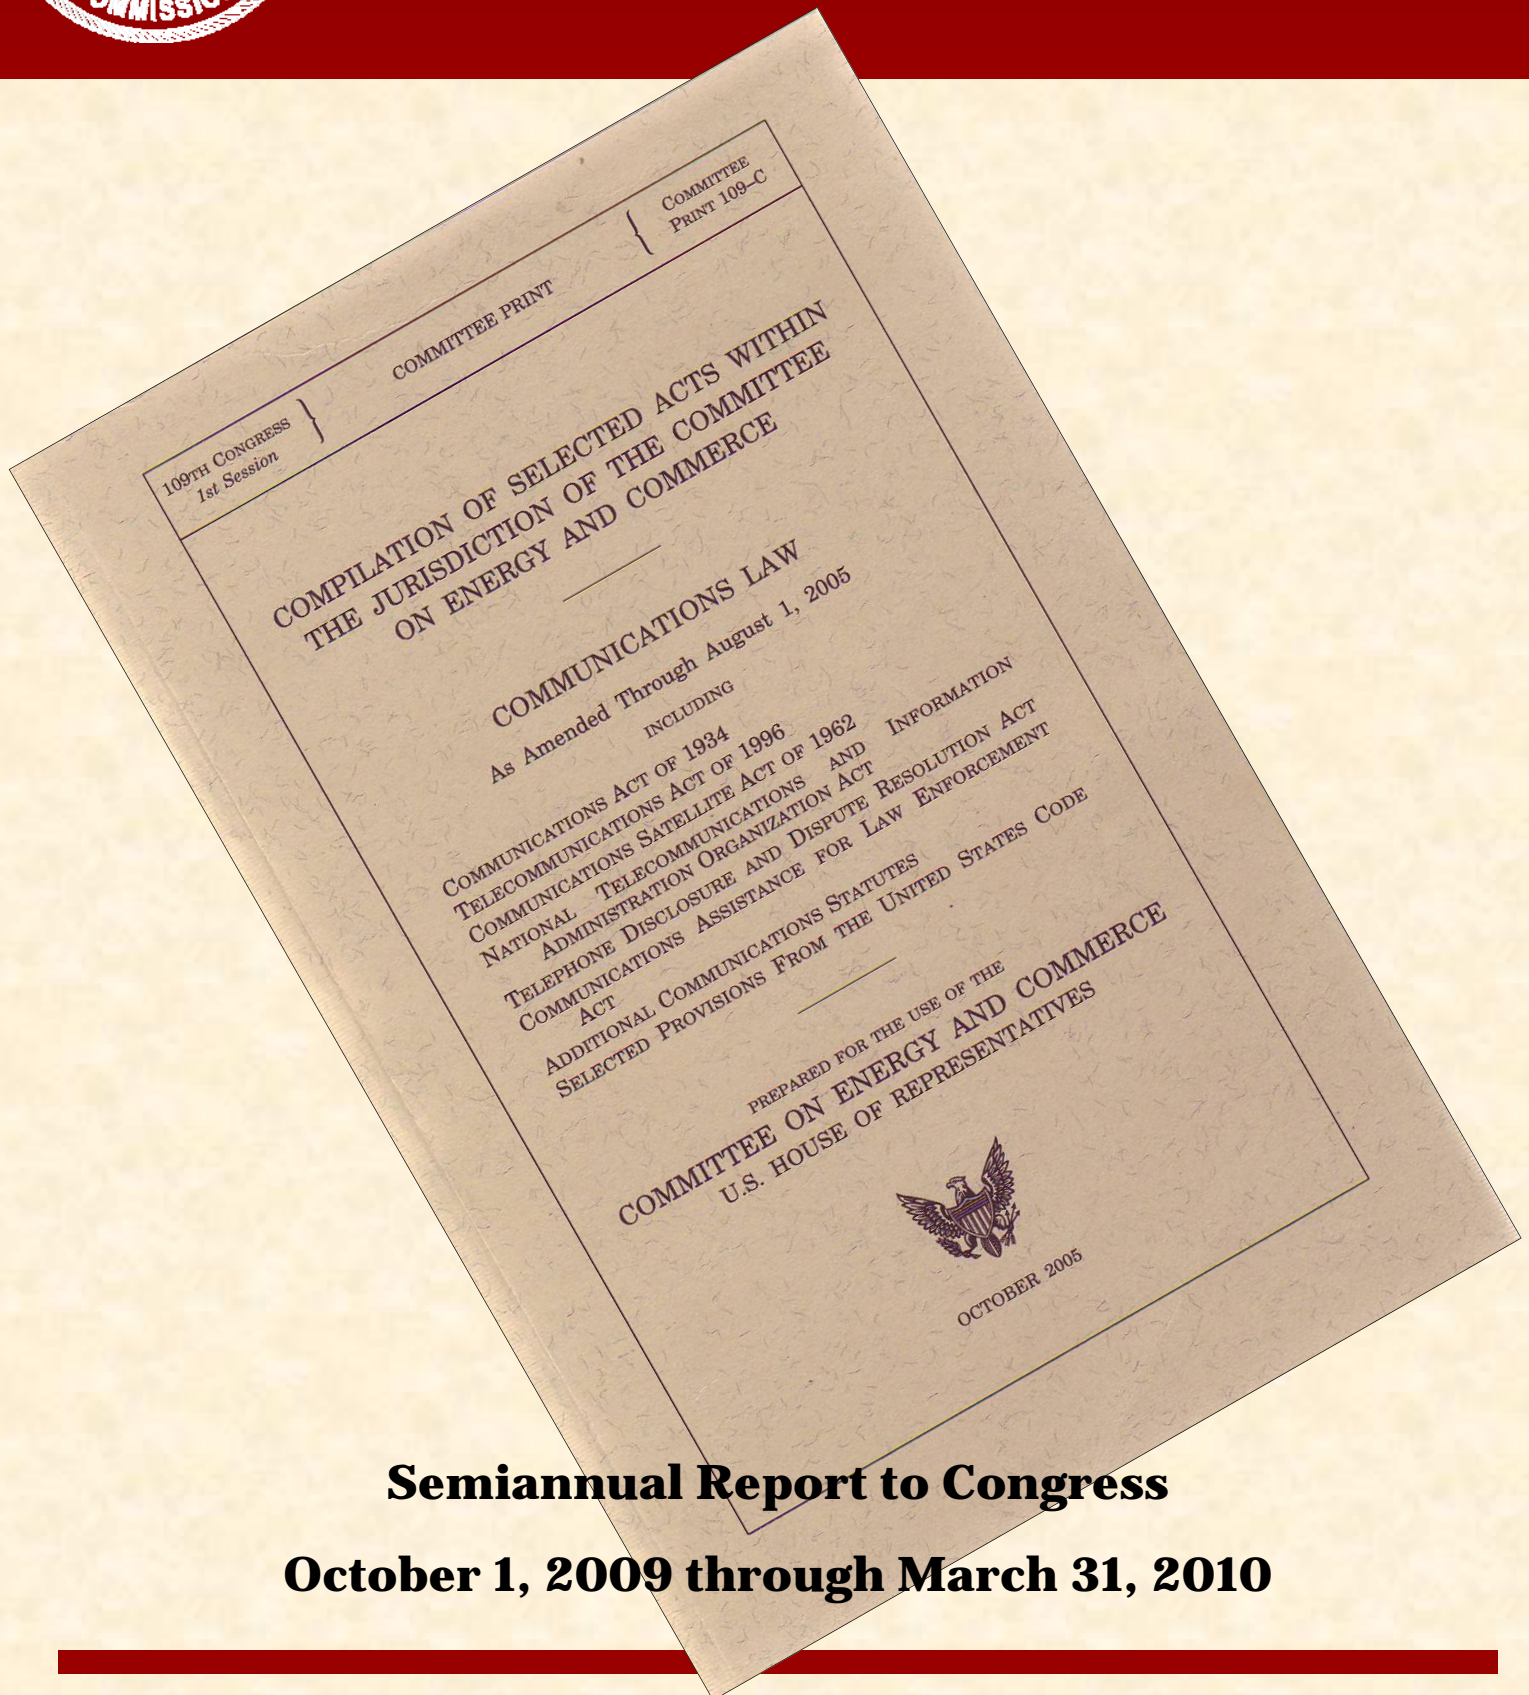 COMMITTEE
PRINT 109–C
COMMITTEE PRINT
109TH CONGRESS
1st Session
COMPILATION OF SELECTED ACTS WITHIN
THE JURISDICTION OF THE COMMITTEE
ON ENERGY AND COMMERCE
COMMUNICATIONS LAW
As Amended Through August 1, 2005
INCLUDING
COMMUNICATIONS ACT OF 1934
TELECOMMUNICATIONS ACT OF 1996
COMMUNICATIONS SATELLITE ACT OF 1962
NATIONAL TELECOMMUNICATIONS AND INFORMATION
ADMINISTRATION ORGANIZATION ACT
TELEPHONE DISCLOSURE AND DISPUTE RESOLUTION ACT
COMMUNICATIONS ASSISTANCE FOR LAW ENFORCEMENT
ACT
ADDITIONAL COMMUNICATIONS STATUTES
SELECTED PROVISIONS FROM THE UNITED STATES CODE
PREPARED FOR THE USE OF THE
COMMITTEE ON ENERGY AND COMMERCE
U.S. HOUSE OF REPRESENTATIVES
OCTOBER 2005
Semiannual Report to Congress
October 1, 2009 through March 31, 2010